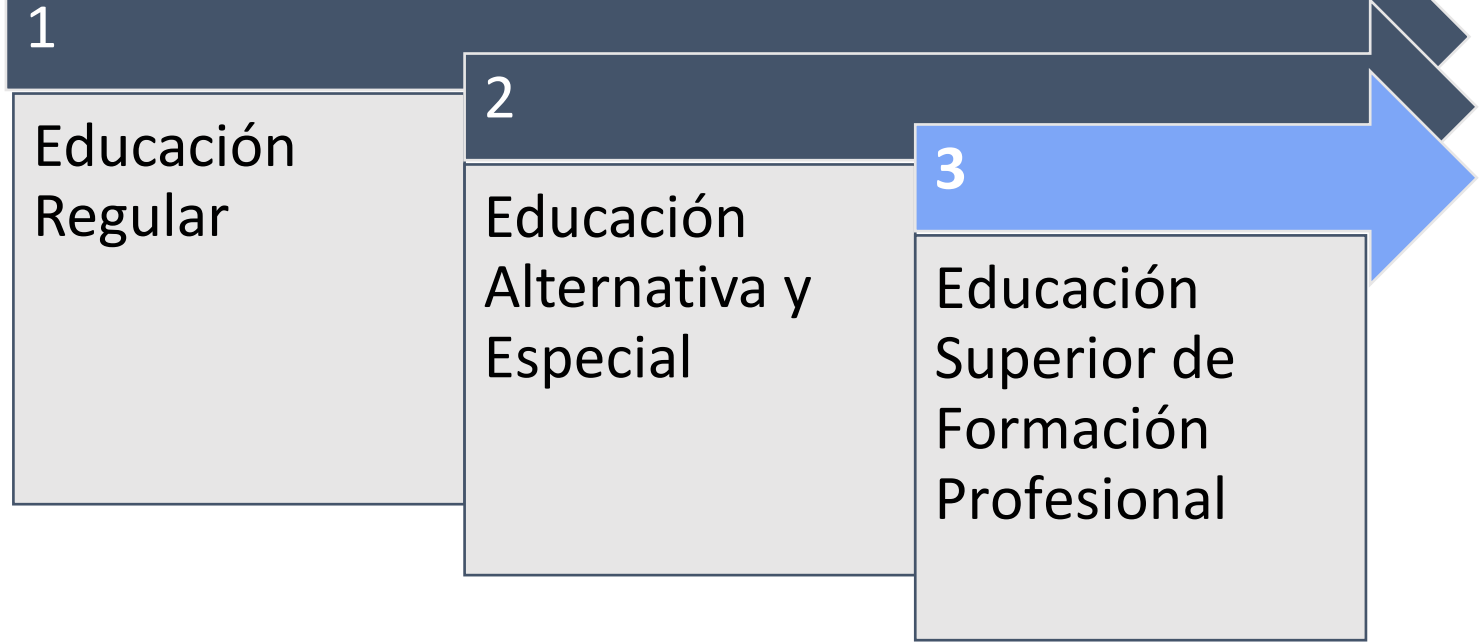 1
Educación
Regular
2
Educación
Alternativa y
Especial
3
Educación
Superior de
Formación
Profesional